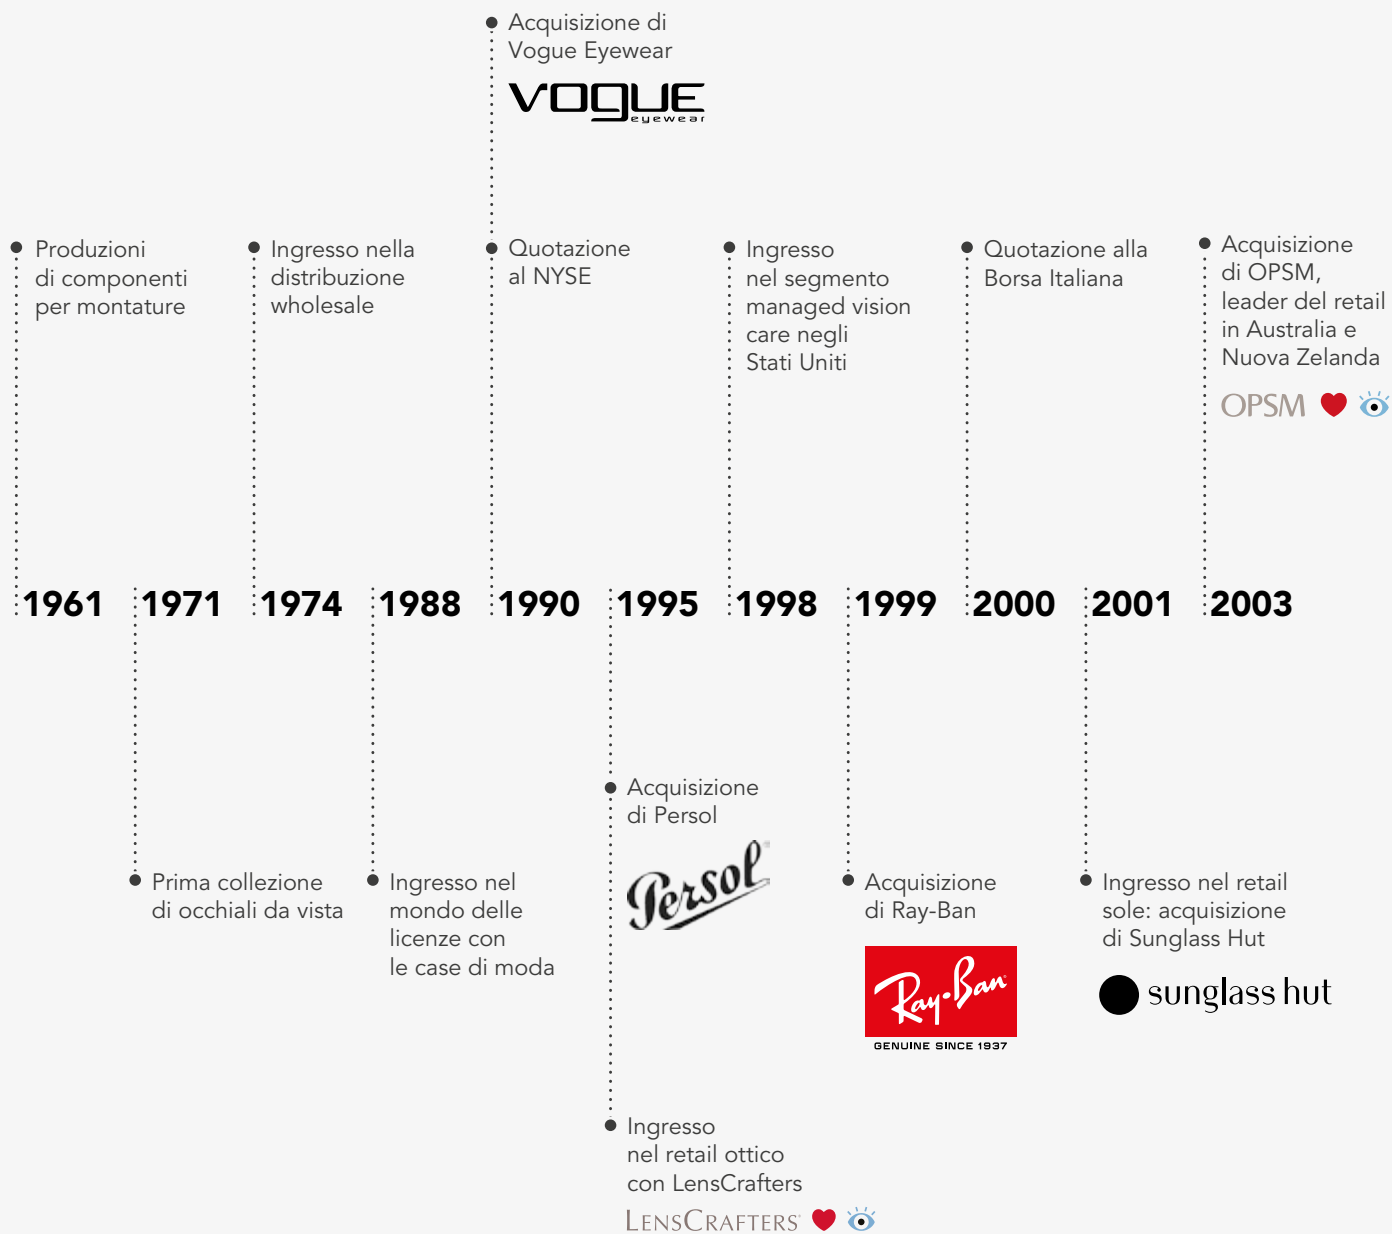 Acquisizione di
Vogue Eyewear
VOGUE
eyewear
Produzioni
di componenti
per montature
Ingresso nella
distribuzione
wholesale
Quotazione
al NYSE
Ingresso
nel segmento
managed vision
care negli
Stati Uniti
Quotazione alla
Borsa Italiana
Acquisizione
di OPSM,
leader del retail
in Australia e
Nuova Zelanda
OPSM
1961 1971 1974 1988 1990 1995 1998 1999 2000 2001 2003
Prima collezione
di occhiali da vista
Ingresso nel
mondo delle
licenze con
le case di moda
Acquisizione
di Persol
Persol
Ingresso
nel retail ottico
con LensCrafters
LENSCRAFTERS
Acquisizione
di Ray-Ban
Ray-Ban
GENUINE SINCE 1937
Ingresso nel retail
sole: acquisizione
di Sunglass Hut
sunglass hut